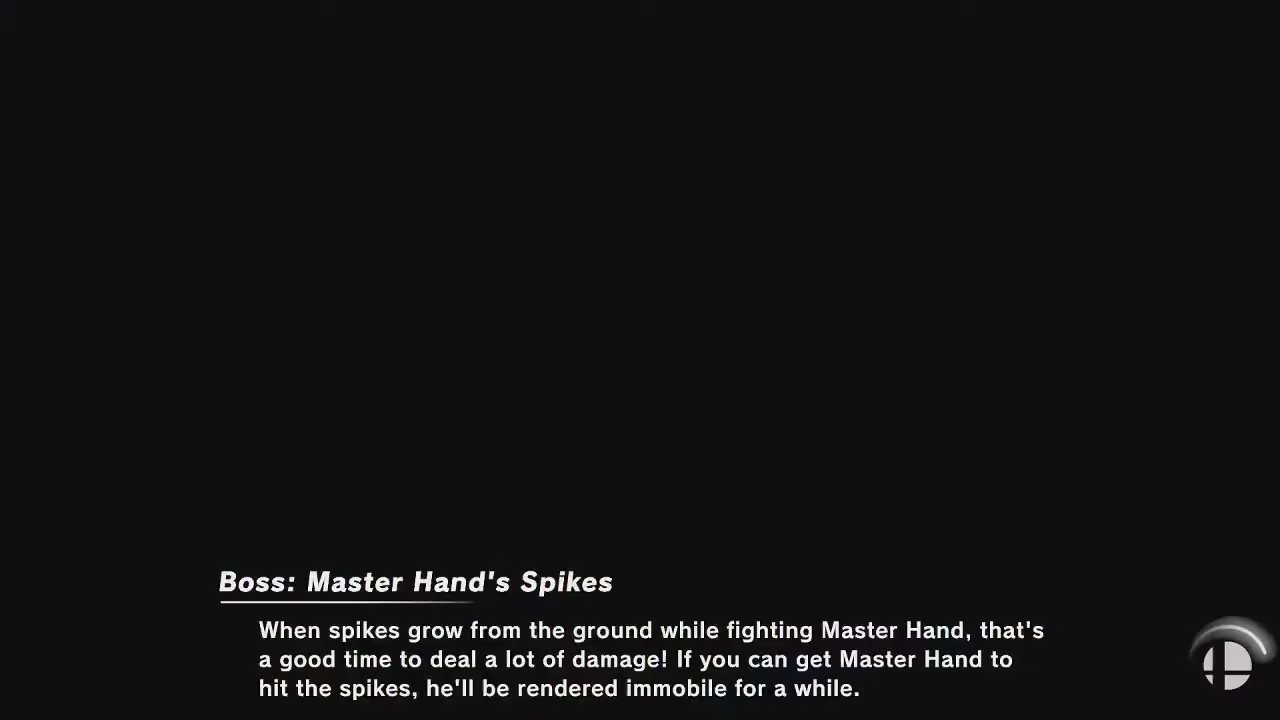 Boss: Master Hand's Spikes
When spikes grow from the ground while fighting Master Hand, that's
a good time to deal a lot of damage! If you can get Master Hand to
hit the spikes, he'll be rendered immobile for a while.